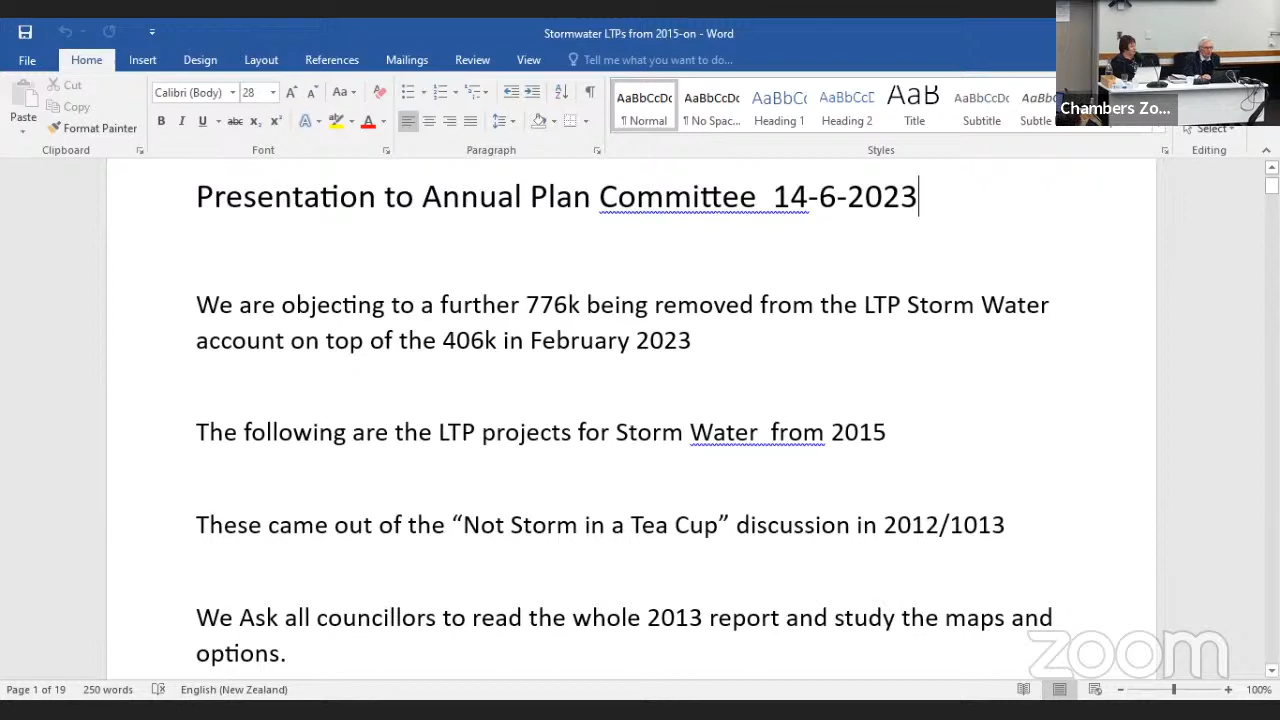 Stormwater LTPs from 2015-on - Word
File Home Insert Design Layout References Mailings Review View Tell me what you want to do...
Cut
Copy
Format Painter
Paste
Clipboard
Calibri (Body) 28
Font
Paragraph
AaBbCcDc AaBbCcDc AaBbCc AaBbCcE AaB AaBbCcD
¶ Normal ¶ No Spac... Heading 1 Heading 2 Title Subtitle
Styles
Select
Editing
Chambers Zo...
Presentation to Annual Plan Committee 14-6-2023
We are objecting to a further 776k being removed from the LTP Storm Water
account on top of the 406k in February 2023
The following are the LTP projects for Storm Water from 2015
These came out of the “Not Storm in a Tea Cup” discussion in 2012/1013
We Ask all councillors to read the whole 2013 report and study the maps and
options.
zoom
Page 1 of 19 250 words English (New Zealand) 100%